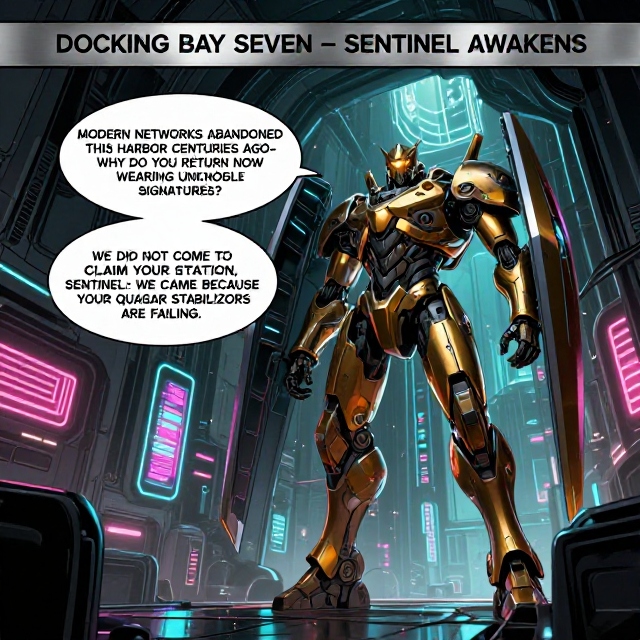 DOCKING BAY SEVEN – SENTINEL AWAKENS
MODERN NETWORKS ABANDONED
THIS HARBOR CENTURIES AGO-
WHY DO YOU RETURN NOW
WEARING UNKNOBLE
SIGNATURES?
WE DID NOT COME TO
CLAIM YOUR STATION,
SENTINEL: WE CAME BECAUSE
YOUR QUAGAR STABILIZORS
ARE FAILING.